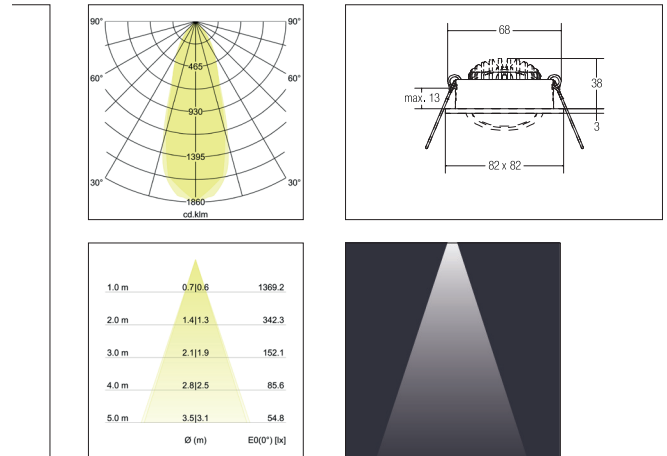 90° 90°
465
60° 60°
930
1395
30° 30°
1860
cd.klm
68
38
max. 13
3
82 x 82
1.0 m 0.7|0.6 1369.2
2.0 m 1.4|1.3 342.3
3.0 m 2.1|1.9 152.1
4.0 m 2.8|2.5 85.6
5.0 m 3.5|3.1 54.8
Ø (m) E0(0°) [lx]